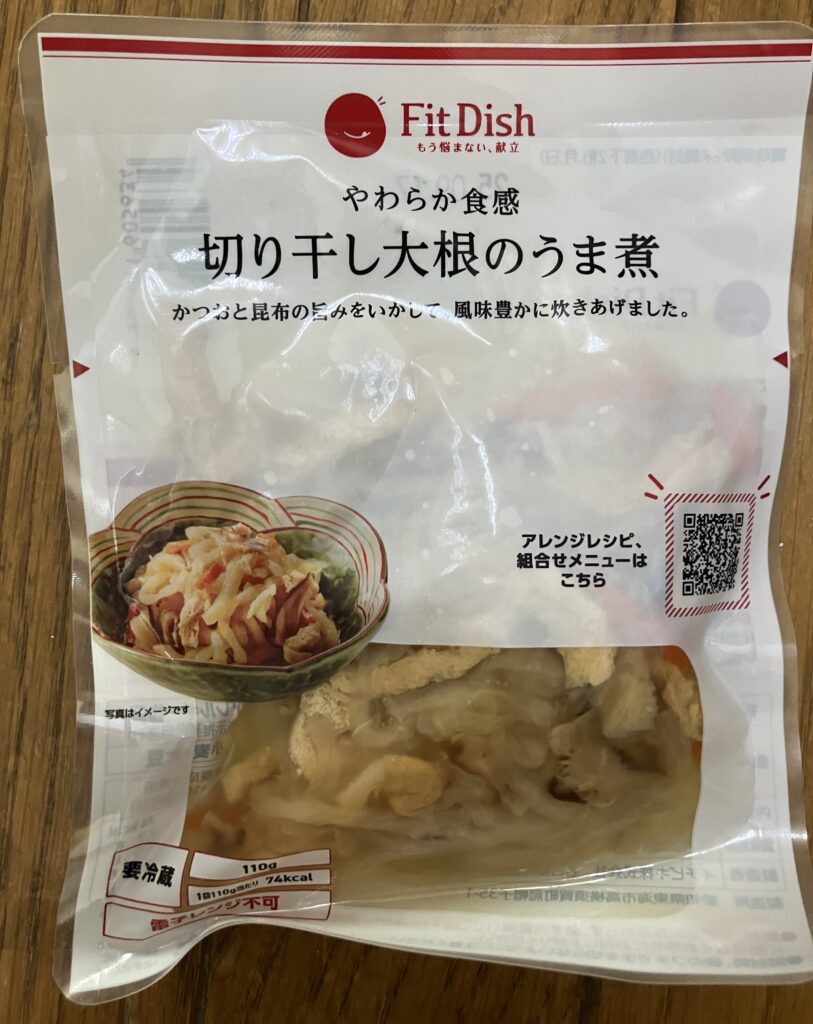 Fit Dish
もう悩まない、献立
やわらか食感
切り干し大根のうま煮
かつおと昆布の旨みをいかして、風味豊かに炊きあげました。
アレンジレシピ、
組合せメニューは
こちら
写真はイメージです
要冷蔵
110g
1袋110g当たり 74kcal
電子レンジ不可